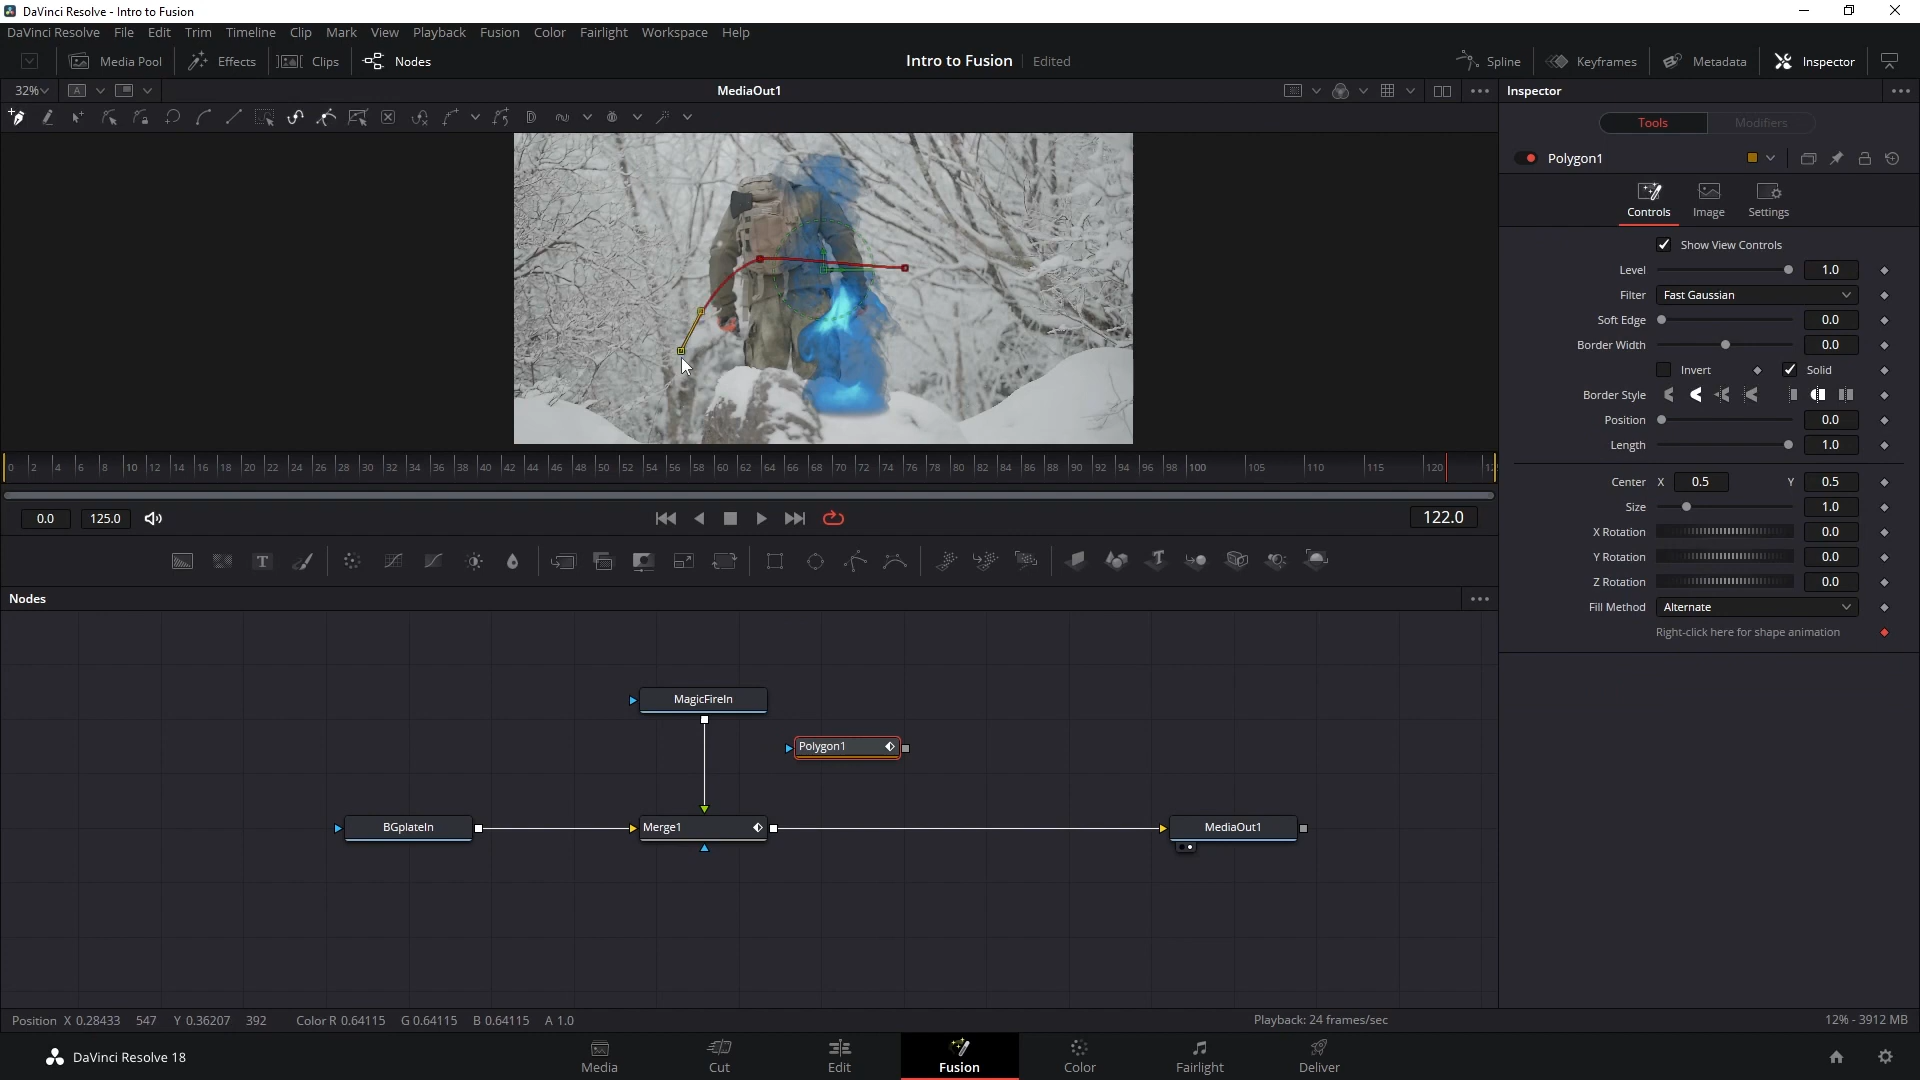 DaVinci Resolve - Intro to Fusion
DaVinci Resolve File Edit Trim Timeline Clip Mark View Playback Fusion Color Fairlight Workspace Help
Media Pool Effects Clips Nodes Intro to Fusion Edited Spline Keyframes Metadata Inspector
32% A MediaOut1 Inspector
Tools Modifiers
Polygon1
Controls Image Settings
Show View Controls
Level 1.0
Filter Fast Gaussian
Soft Edge 0.0
Border Width 0.0
Invert Solid
Border Style
Position 0.0
Length 1.0
0 2 4 6 8 10 12 14 16 18 20 22 24 26 28 30 32 34 36 38 40 42 44 46 48 50 52 54 56 58 60 62 64 66 68 70 72 74 76 78 80 82 84 86 88 90 92 94 96 98 100 105 110 115 120
Center X 0.5 Y 0.5
Size 1.0
0.0 125.0 122.0
X Rotation 0.0
Y Rotation 0.0
Z Rotation 0.0
Fill Method Alternate
Right-click here for shape animation
Nodes
MagicFireIn
Polygon1
BGplateIn Merge1 MediaOut1
Position X 0.28433 547 Y 0.36207 392 Color R 0.64115 G 0.64115 B 0.64115 A 1.0 Playback: 24 frames/sec 12% - 3912 MB
DaVinci Resolve 18 Media Cut Edit Fusion Color Fairlight Deliver